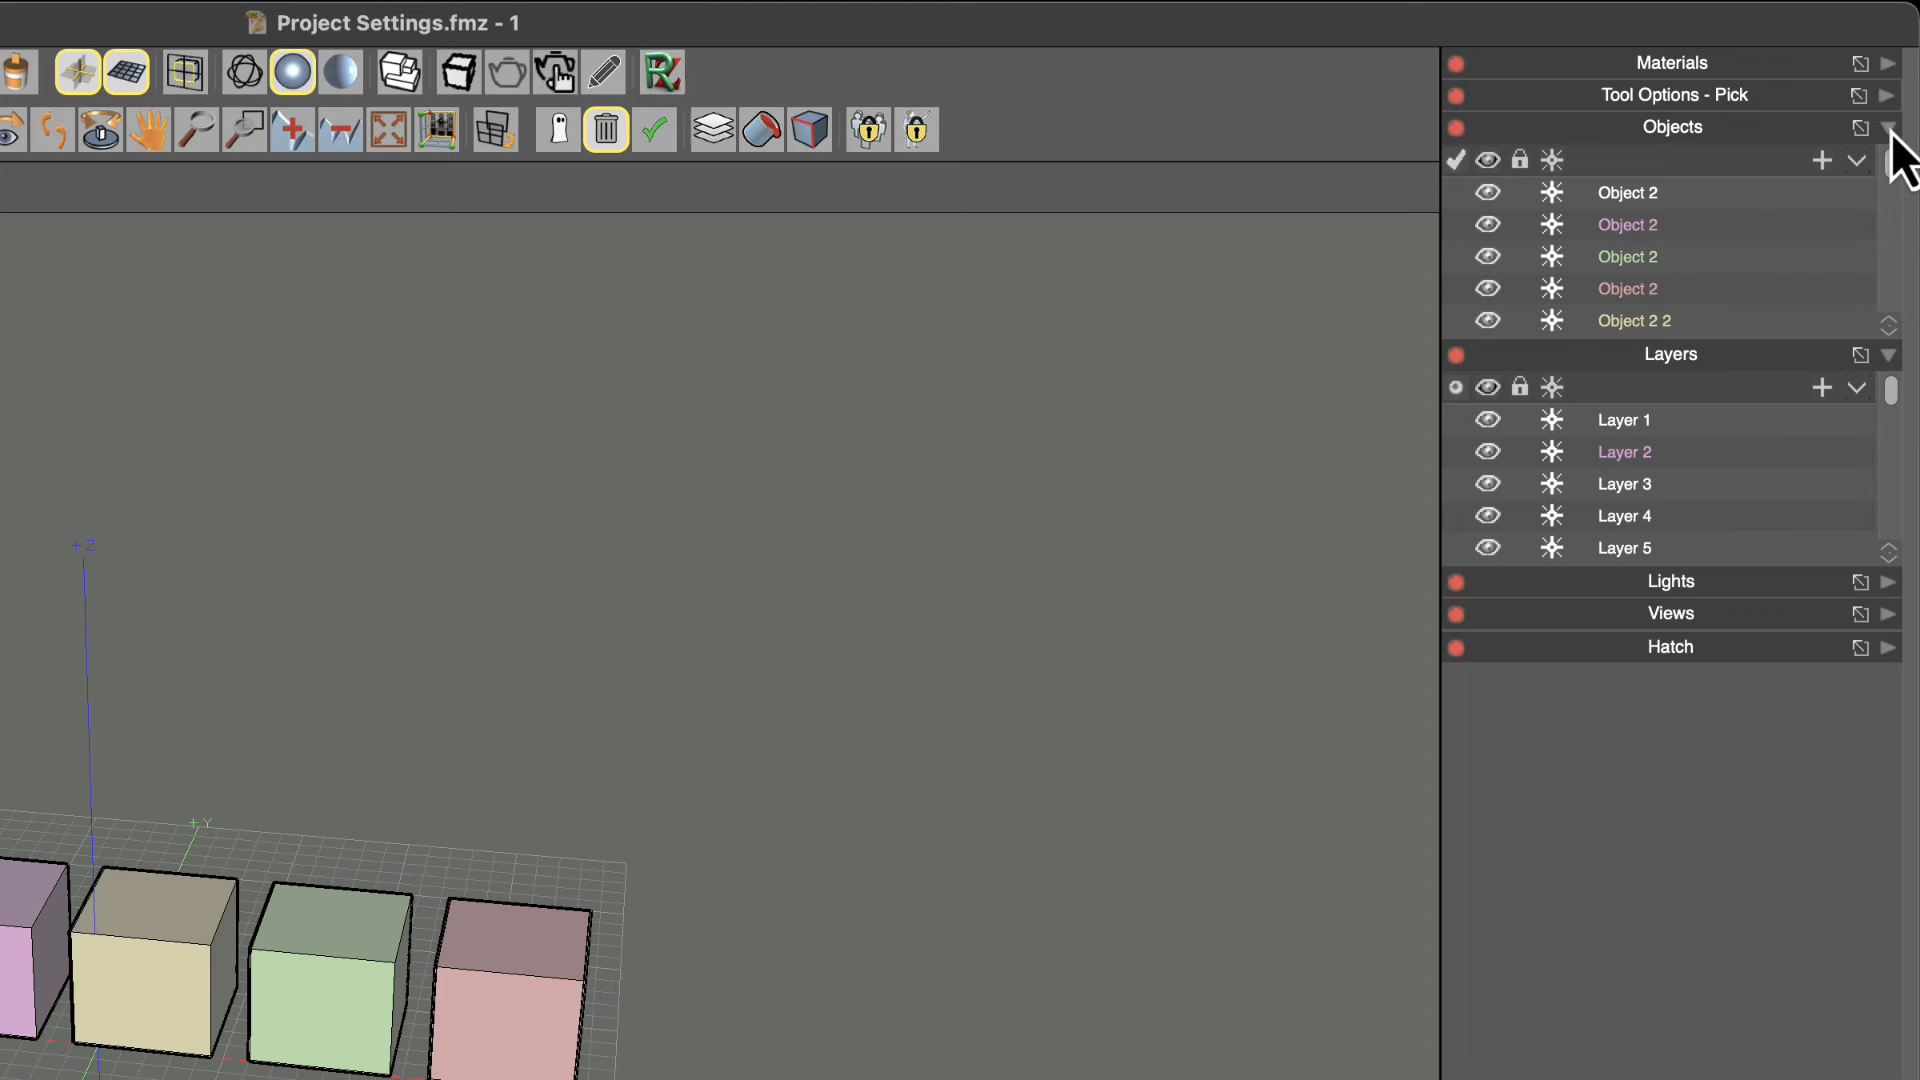 Project Settings.fmz - 1
Materials
Tool Options - Pick
Objects
Object 2
Object 2
Object 2
Object 2
Object 2 2
Layers
Layer 1
Layer 2
Layer 3
Layer 4
Layer 5
Lights
Views
Hatch
+Z
+Y